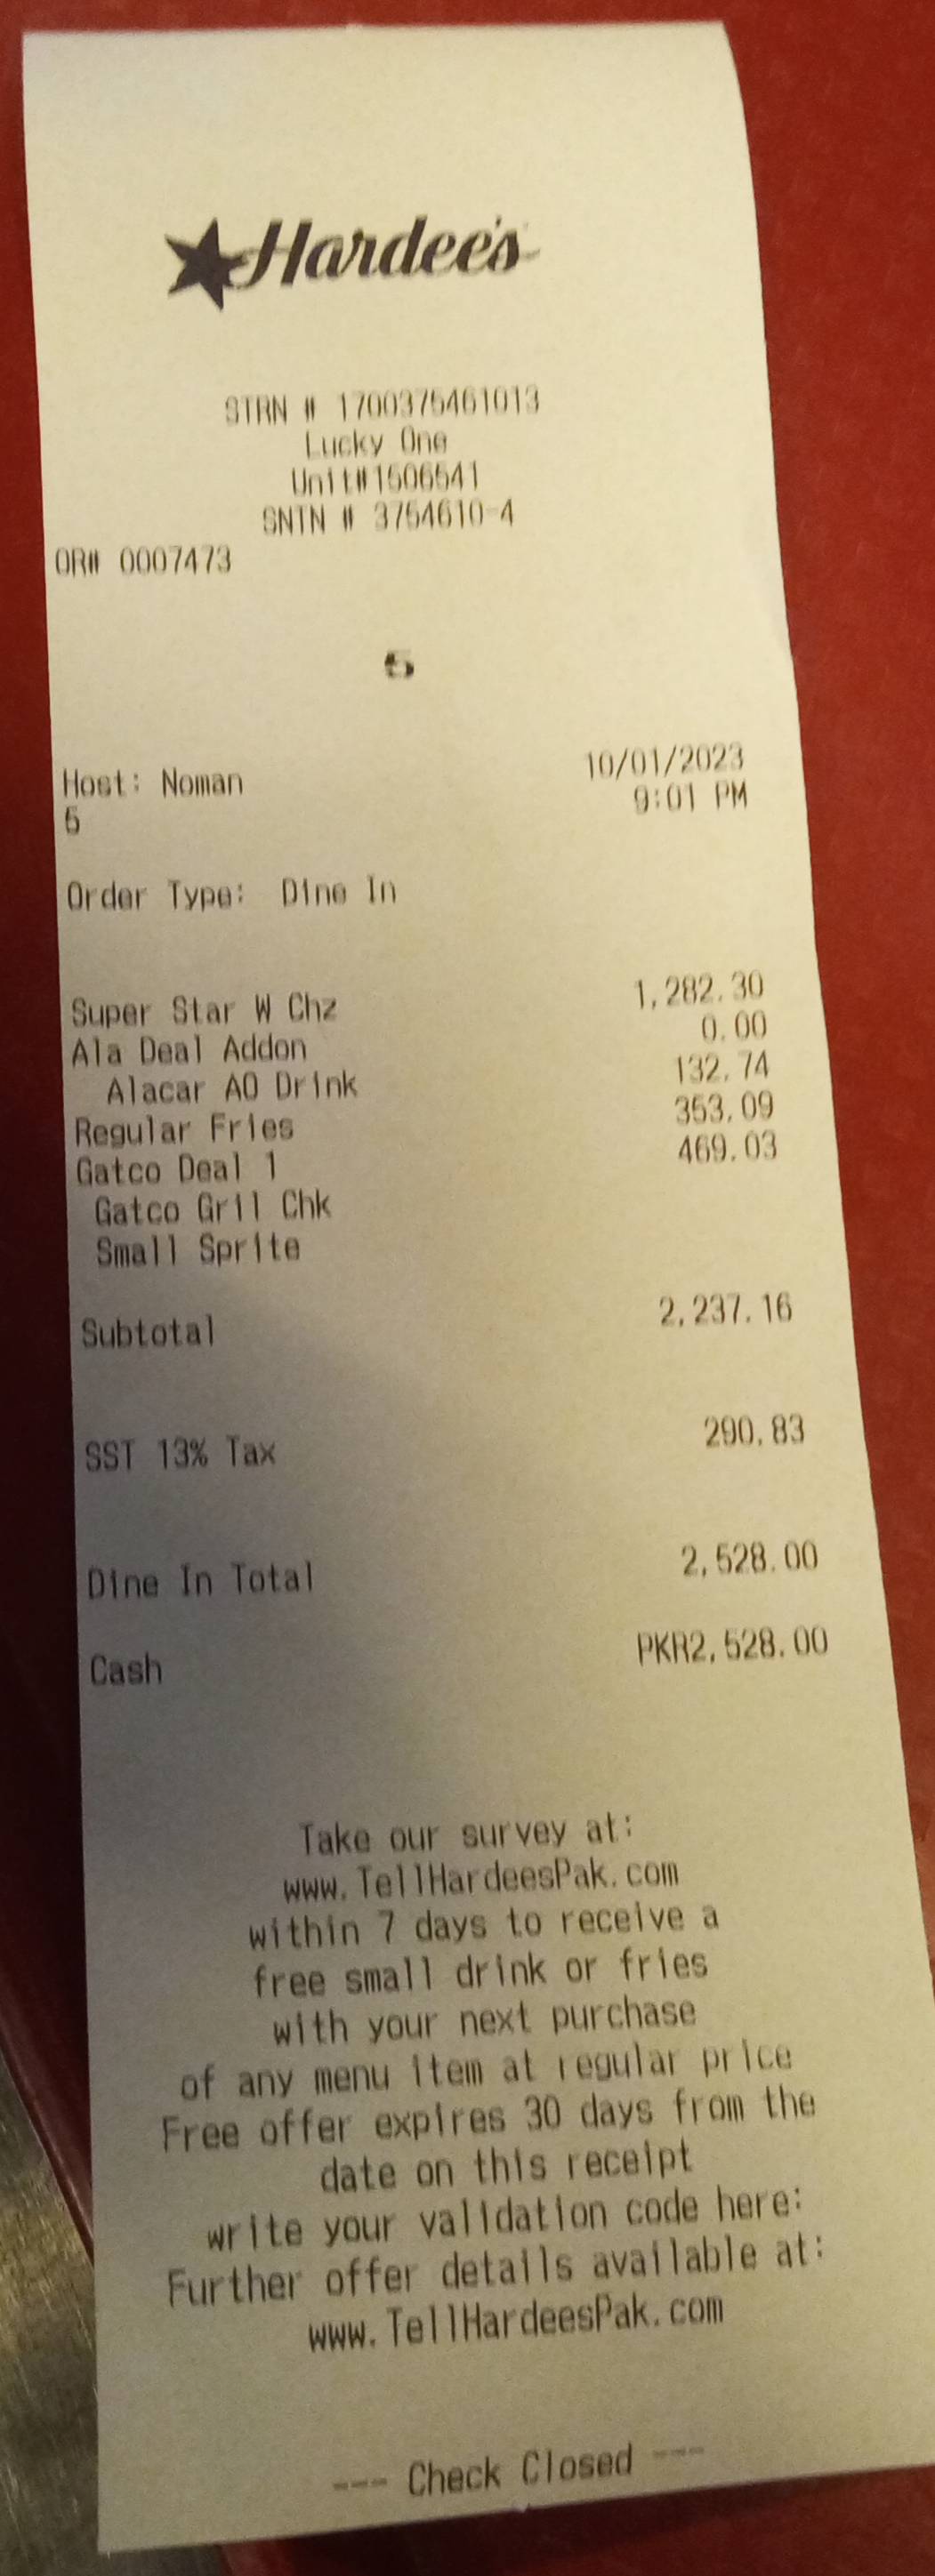 Hardee's
STRN # 1700375461013
Lucky One
Unit#1506541
SNTN # 3754610-4
OR# 0007473
5
Host: Noman 10/01/2023
5 9:01 PM
Order Type: Dine In
Super Star W Chz 1,282.30
Ala Deal Addon 0.00
Alacar AO Drink 132.74
Regular Fries 353.09
Gatco Deal 1 469.03
Gatco Gril Chk
Small Sprite
Subtotal 2,237.16
SST 13% Tax 290.83
Dine In Total 2,528.00
Cash PKR2,528.00
Take our survey at:
www.TellHardeesPak.com
within 7 days to receive a
free small drink or fries
with your next purchase
of any menu item at regular price
Free offer expires 30 days from the
date on this receipt
write your validation code here:
Further offer details available at:
www.TellHardeesPak.com
--- Check Closed ---